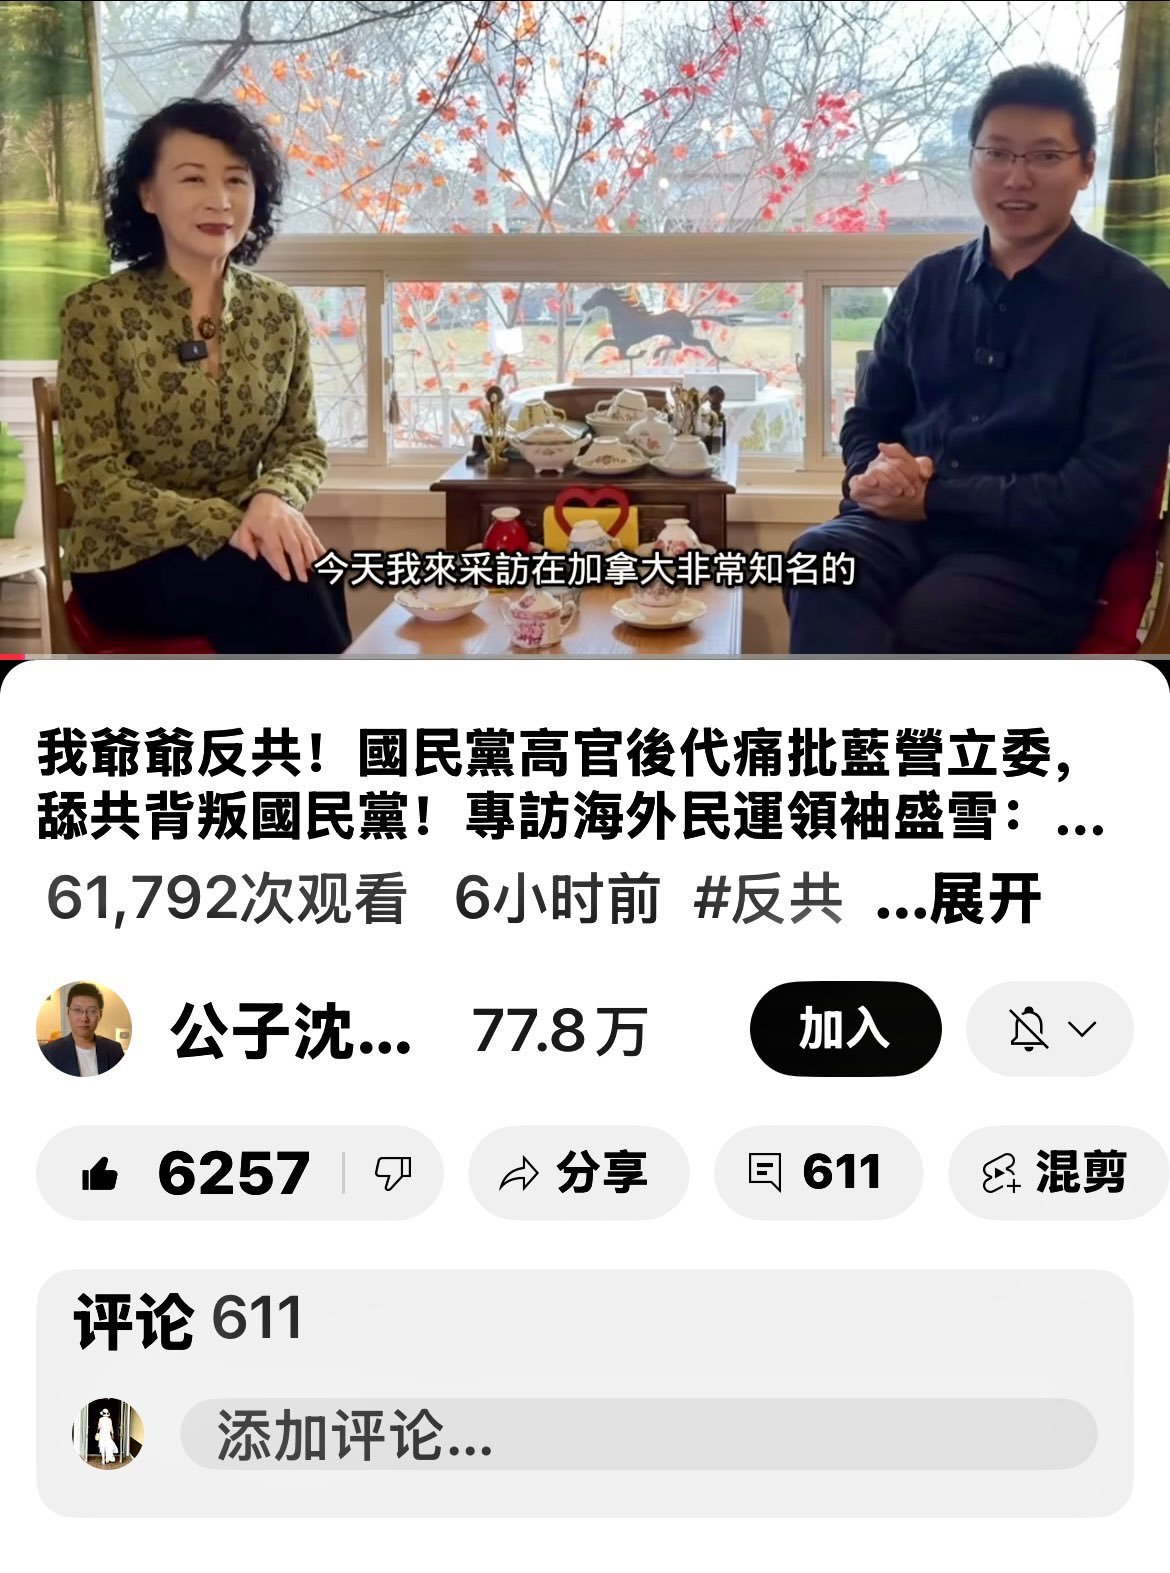 今天我來采訪在加拿大非常知名的
我爺爺反共！國民黨高官後代痛批藍營立委，
舔共背叛國民黨！專訪海外民運領袖盛雪：...
61,792次观看 6小时前 #反共 ...展开
公子沈... 77.8万 加入
6257 分享 611 混剪
评论 611
添加评论...